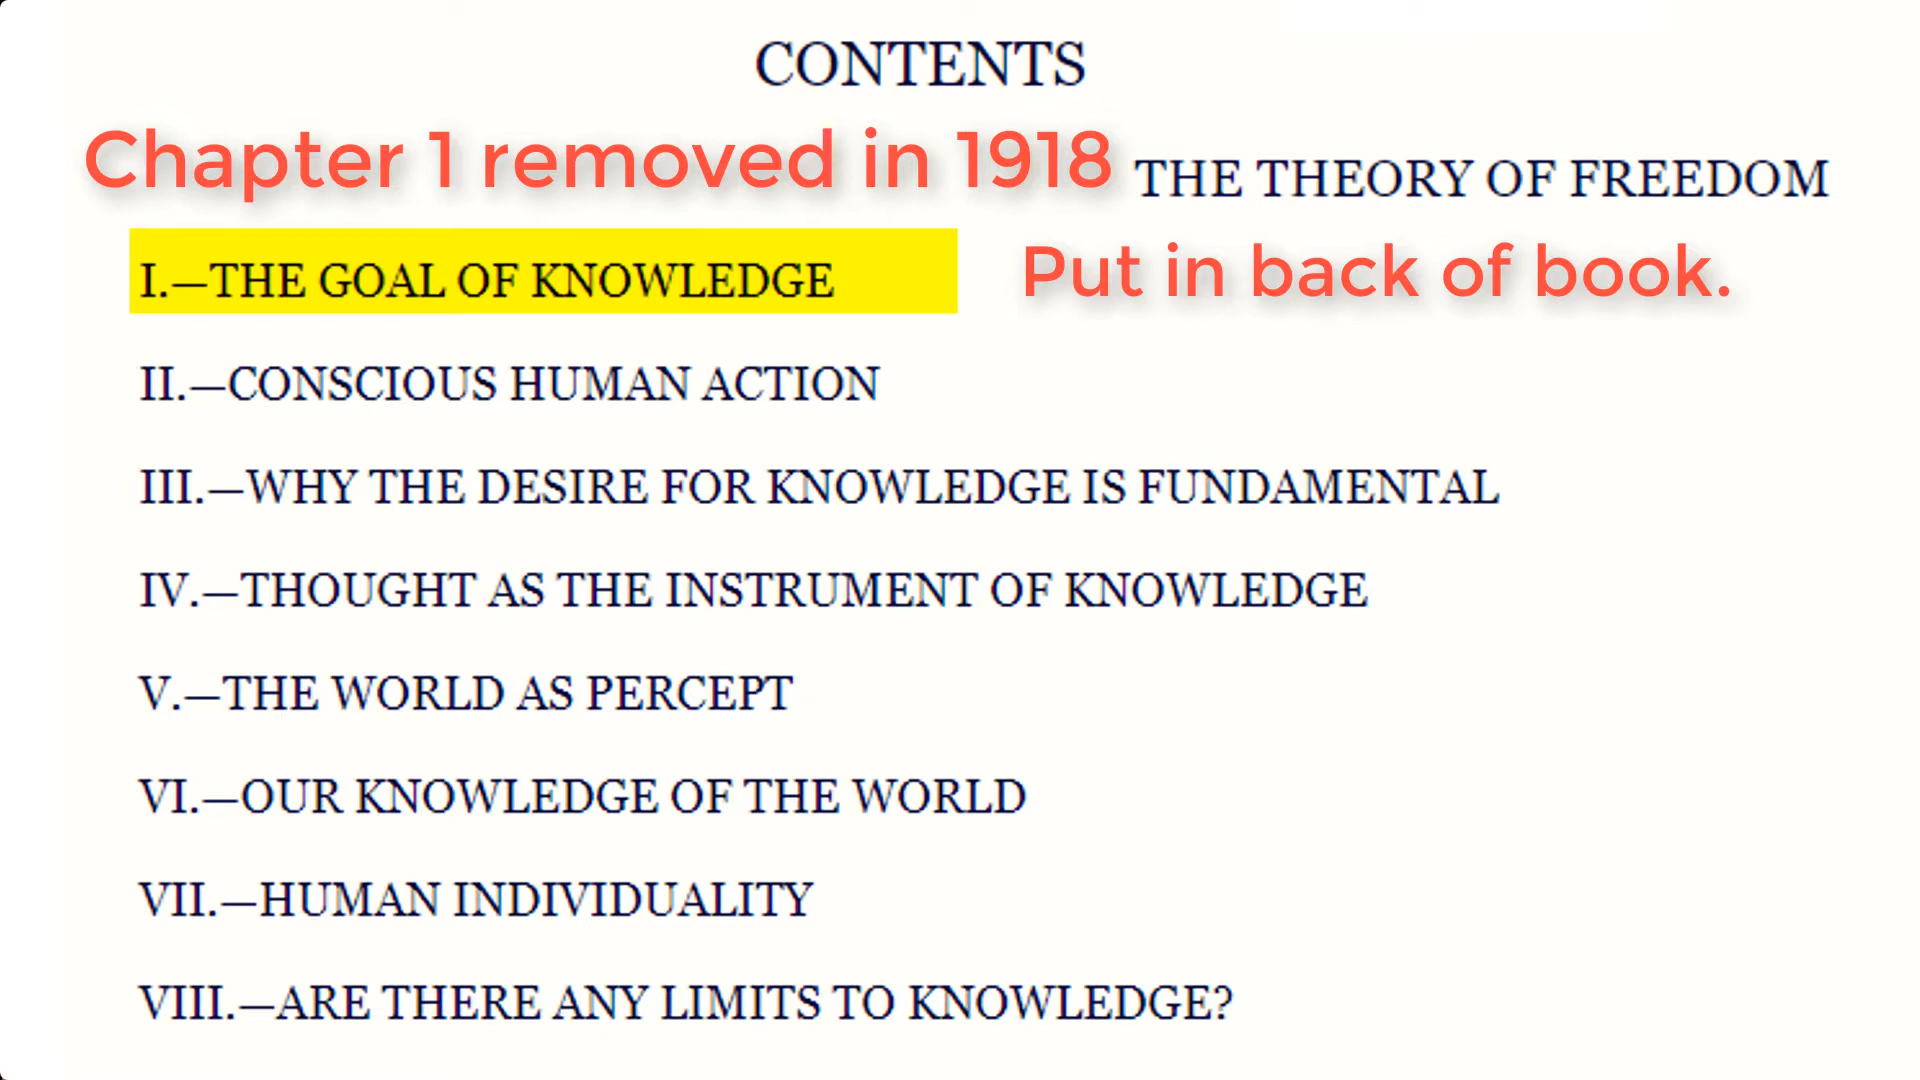 CONTENTS
Chapter 1 removed in 1918
THE THEORY OF FREEDOM
I.—THE GOAL OF KNOWLEDGE
Put in back of book.
II.—CONSCIOUS HUMAN ACTION
III.—WHY THE DESIRE FOR KNOWLEDGE IS FUNDAMENTAL
IV.—THOUGHT AS THE INSTRUMENT OF KNOWLEDGE
V.—THE WORLD AS PERCEPT
VI.—OUR KNOWLEDGE OF THE WORLD
VII.—HUMAN INDIVIDUALITY
VIII.—ARE THERE ANY LIMITS TO KNOWLEDGE?